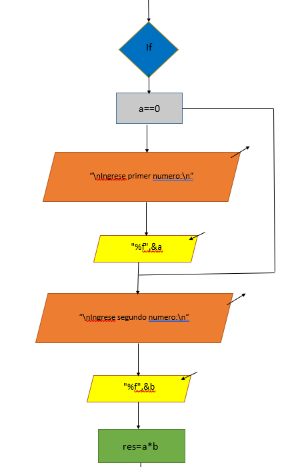 If
a==0
"\nIngrese primer numero:\n"
"%f",&a
"\nIngrese segundo numero:\n"
"%f",&b
res=a*b